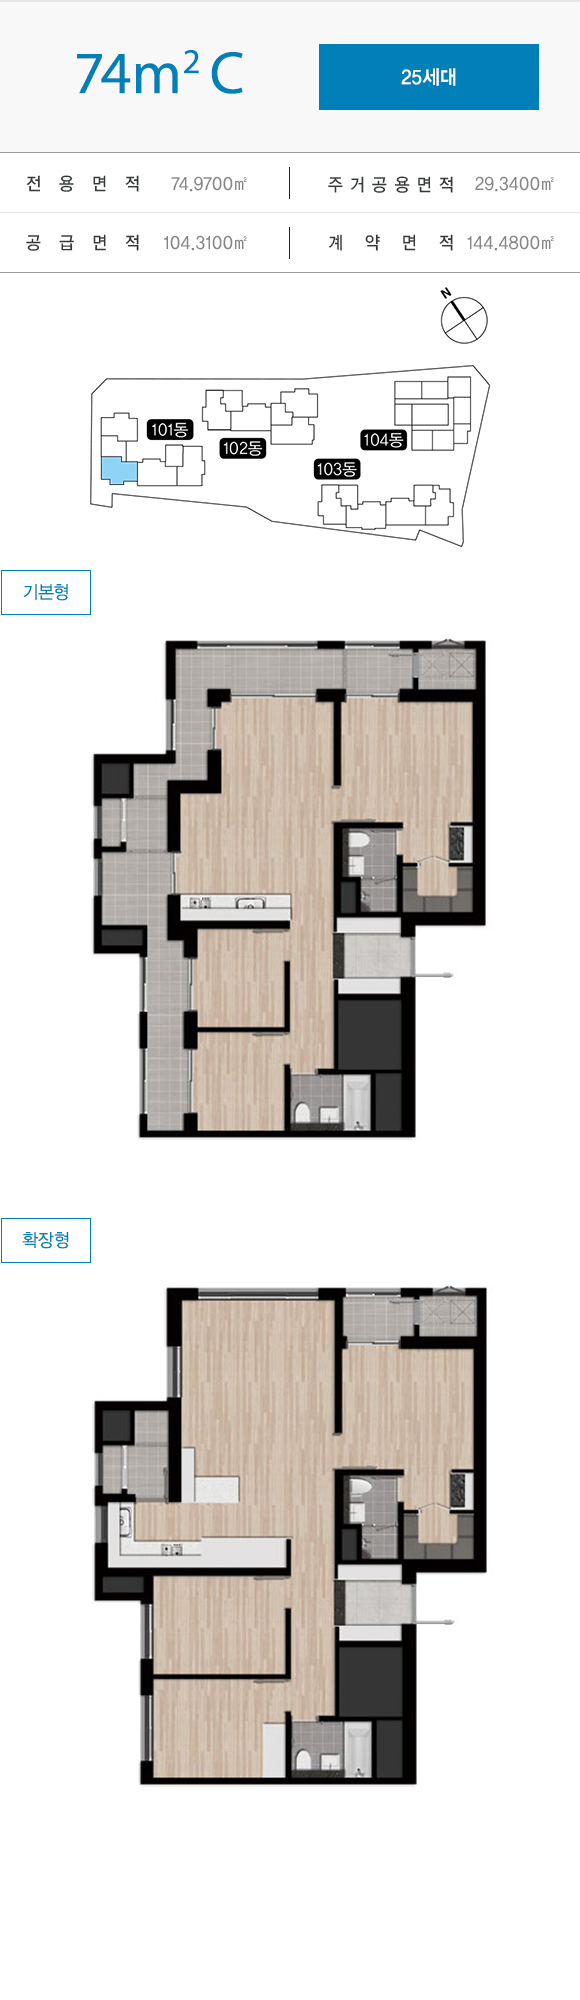 74m² C
25세대
전용면적 74.9700㎡
주거공용면적 29.3400㎡
공급면적 104.3100㎡
계약면적 144.4800㎡
N
101동
102동
104동
103동
기본형
확장형